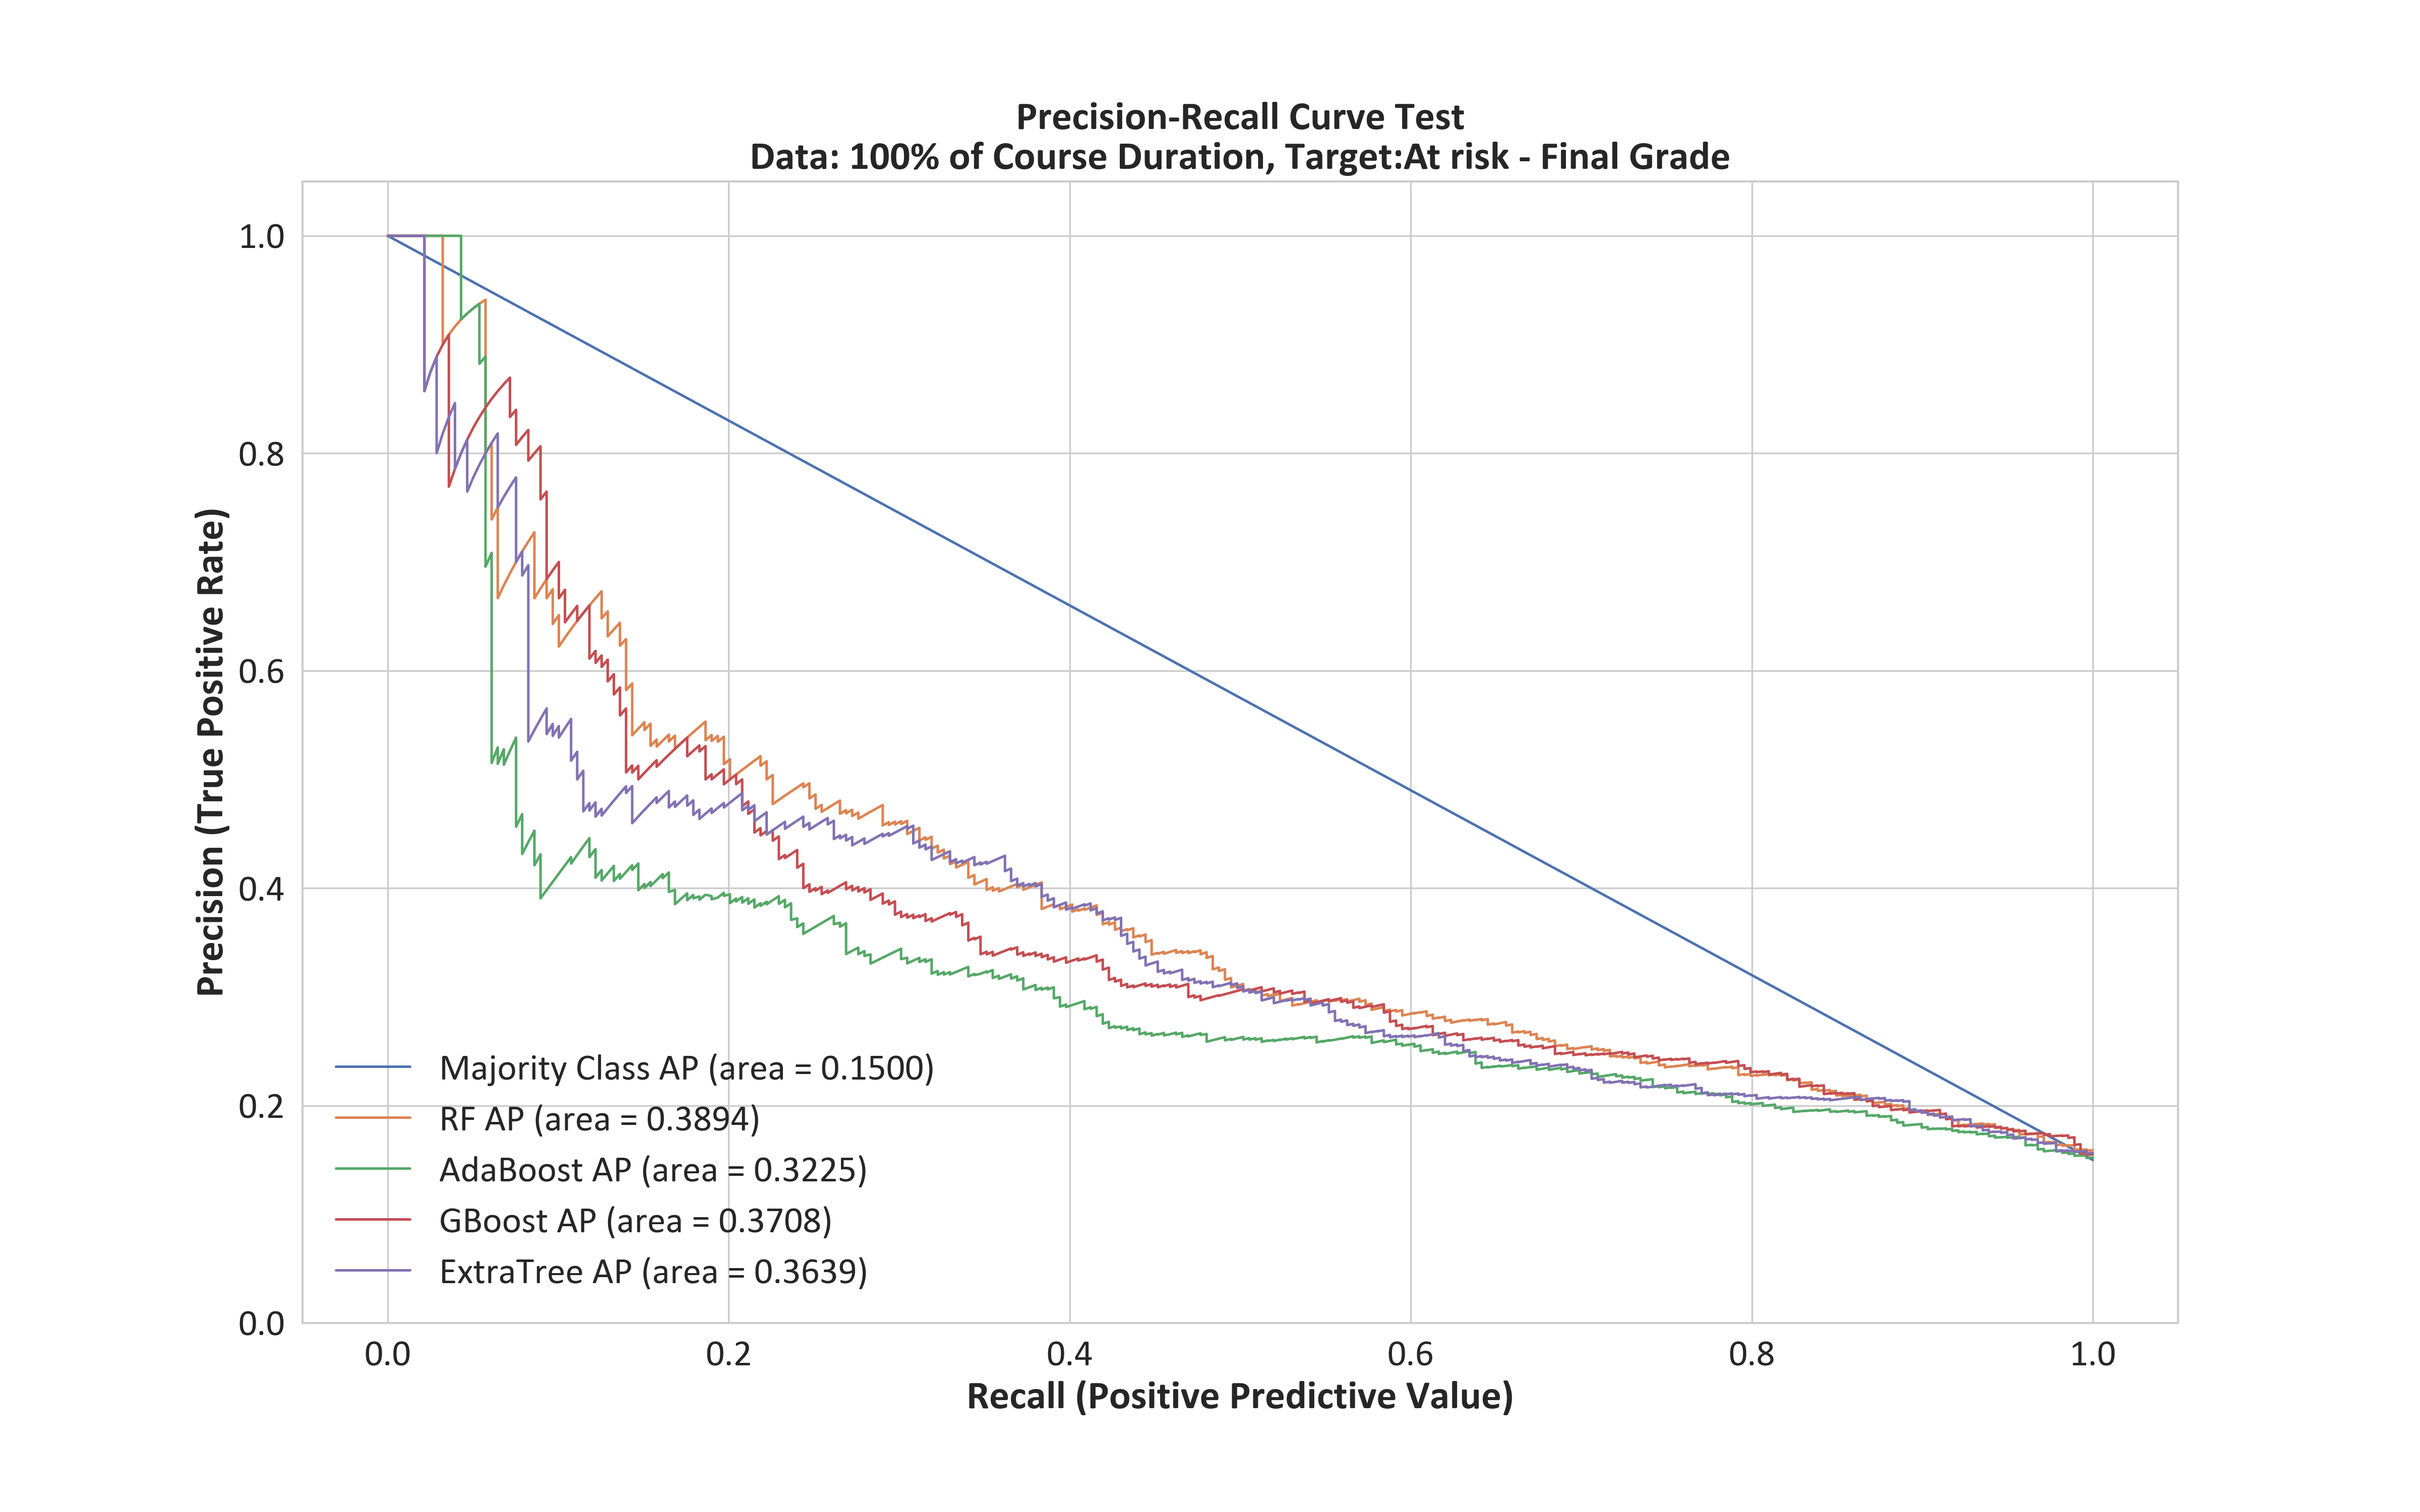 Precision-Recall Curve Test
Data: 100% of Course Duration, Target:At risk - Final Grade
Precision (True Positive Rate)
1.0
0.8
0.6
0.4
0.2
0.0
Majority Class AP (area = 0.1500)
RF AP (area = 0.3894)
AdaBoost AP (area = 0.3225)
GBoost AP (area = 0.3708)
ExtraTree AP (area = 0.3639)
0.0 0.2 0.4 0.6 0.8 1.0
Recall (Positive Predictive Value)